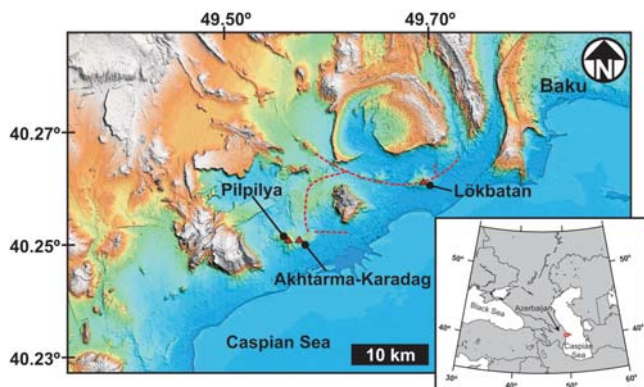 49.50
49.70
N
Baku
40.27°
Pilpilya
Lökbatan
40.25°
Akhtarma-Karadag
Caspian Sea
10 km
40.23°
50°
50°
Black Sea
Azerbaijan
40°
40°
Caspian
Sea
30°
40°
50°
60°